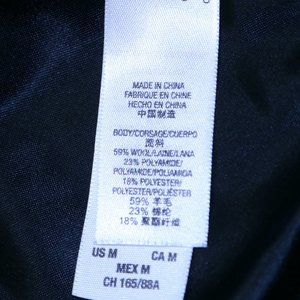 MADE IN CHINA
FABRIQUE EN CHINE
HECHO EN CHINA
中国制造
BODY/CORSAGE/CUERPO
面料
59% WOOL/LAINE/LANA
23% POLYAMIDE/
POLYAMIDE/POLIAMIDA
18% POLYESTER/
POLYESTER/POLIÉSTER
59% 羊毛
23% 锦纶
18% 聚酯纤维
US M CA M
MEX M
CH 165/88A